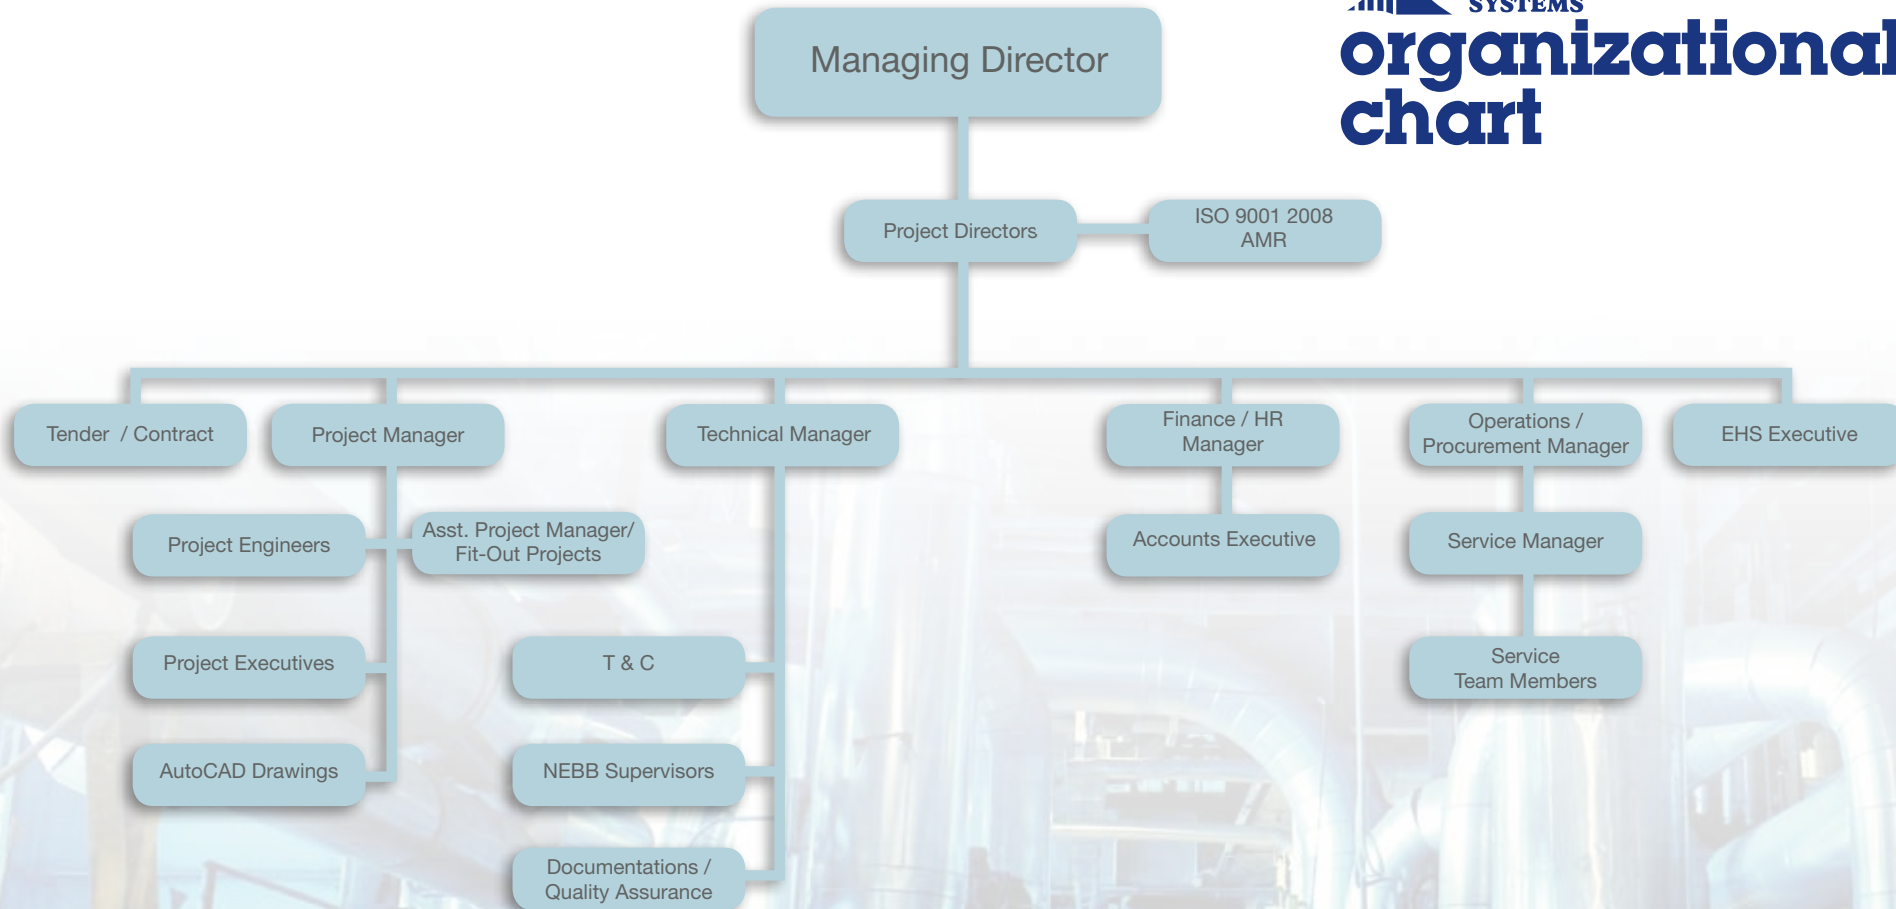 SYSTEMS
organizational
chart
Managing Director
Project Directors
ISO 9001 2008
AMR
Tender / Contract
Project Manager
Technical Manager
Finance / HR
Manager
Operations /
Procurement Manager
EHS Executive
Project Engineers
Asst. Project Manager/
Fit-Out Projects
Accounts Executive
Service Manager
Project Executives
T & C
Service
Team Members
AutoCAD Drawings
NEBB Supervisors
Documentations /
Quality Assurance